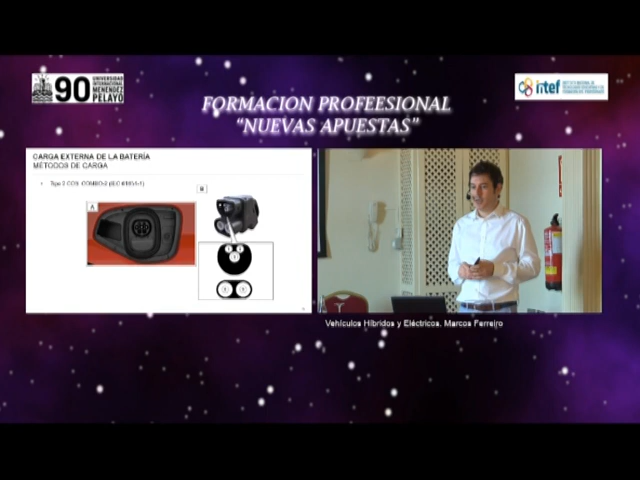 90
UNIVERSIDAD
INTERNACIONAL
MENENDEZ
PELAYO
intef
FORMACION PROFEESIONAL
“NUEVAS APUESTAS”
CARGA EXTERNA DE LA BATERÍA
MÉTODOS DE CARGA
A
Vehículos Híbridos y Eléctricos. Marcos Ferreiro